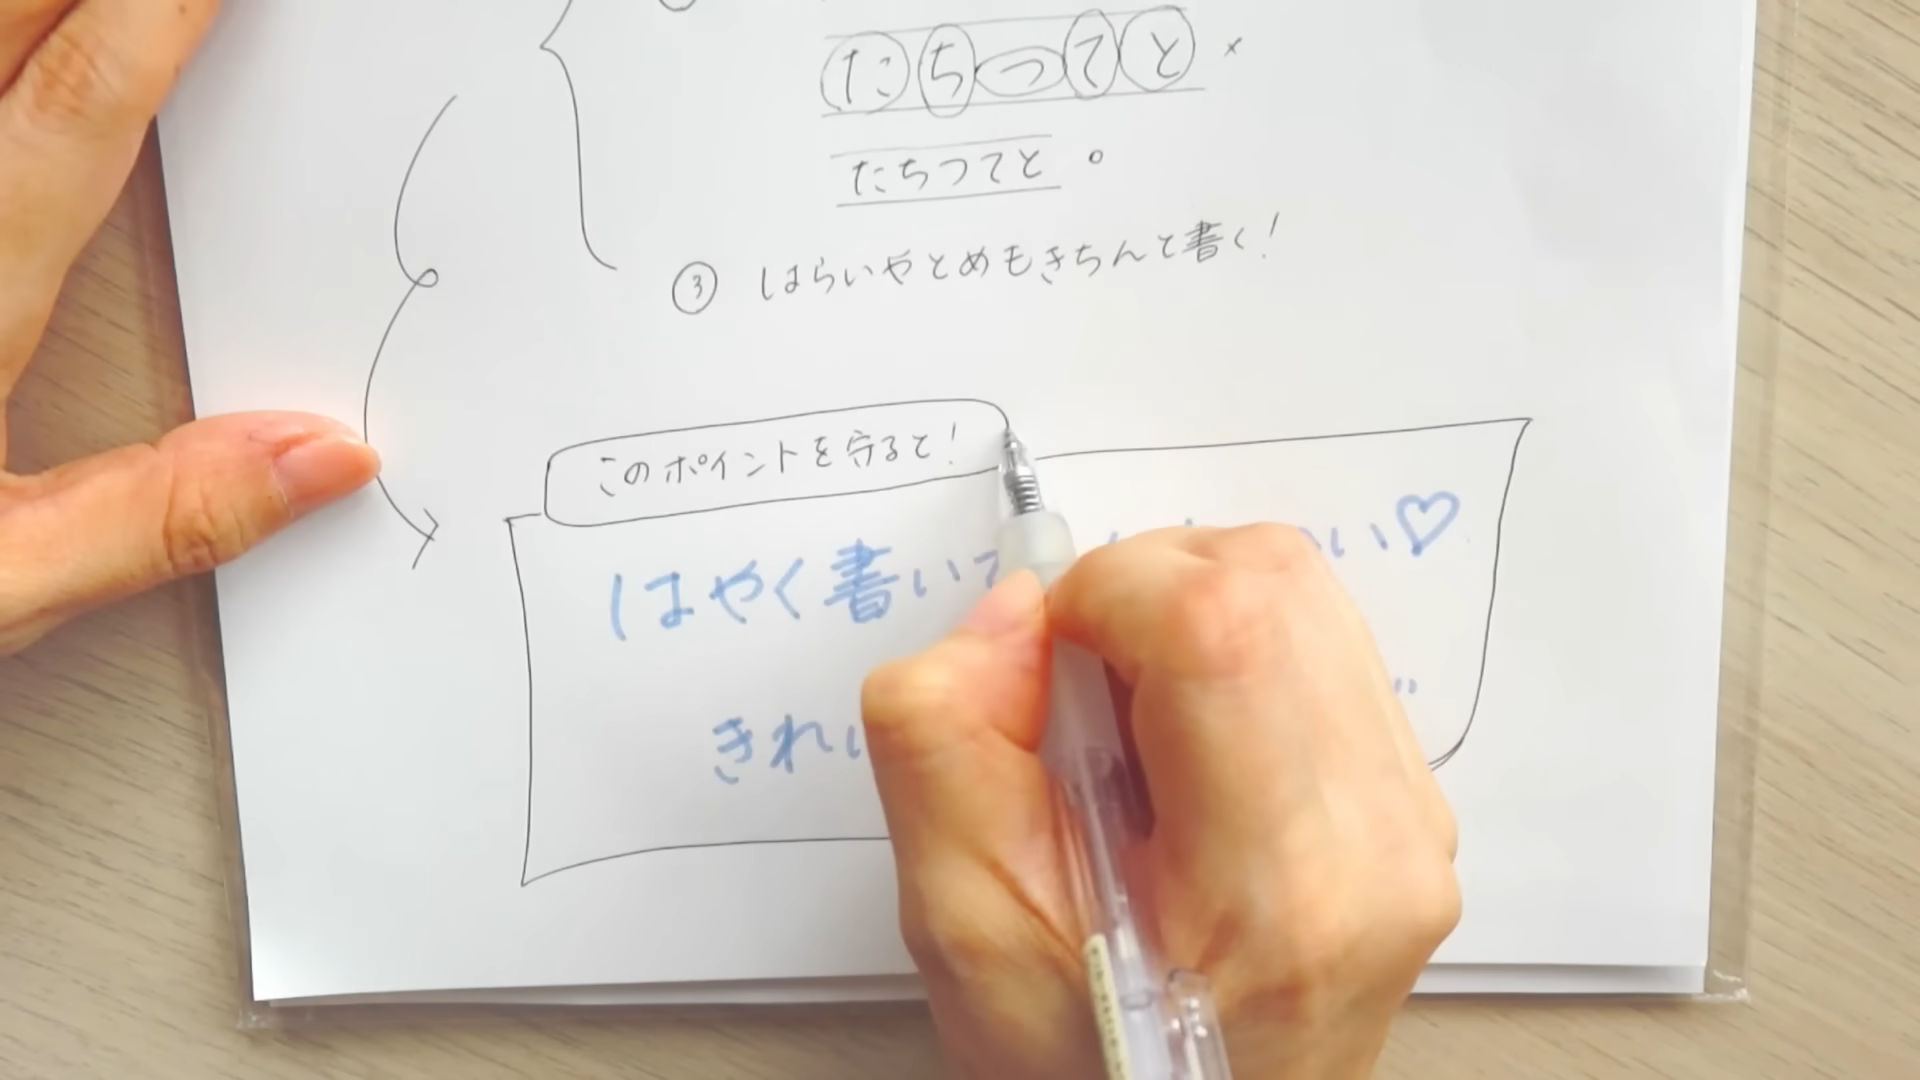 たちつてと ×
たちつてと 。
③ はらいやとめもきちんと書く!
このポイントを守ると!
はやく書いて い♡
きれい